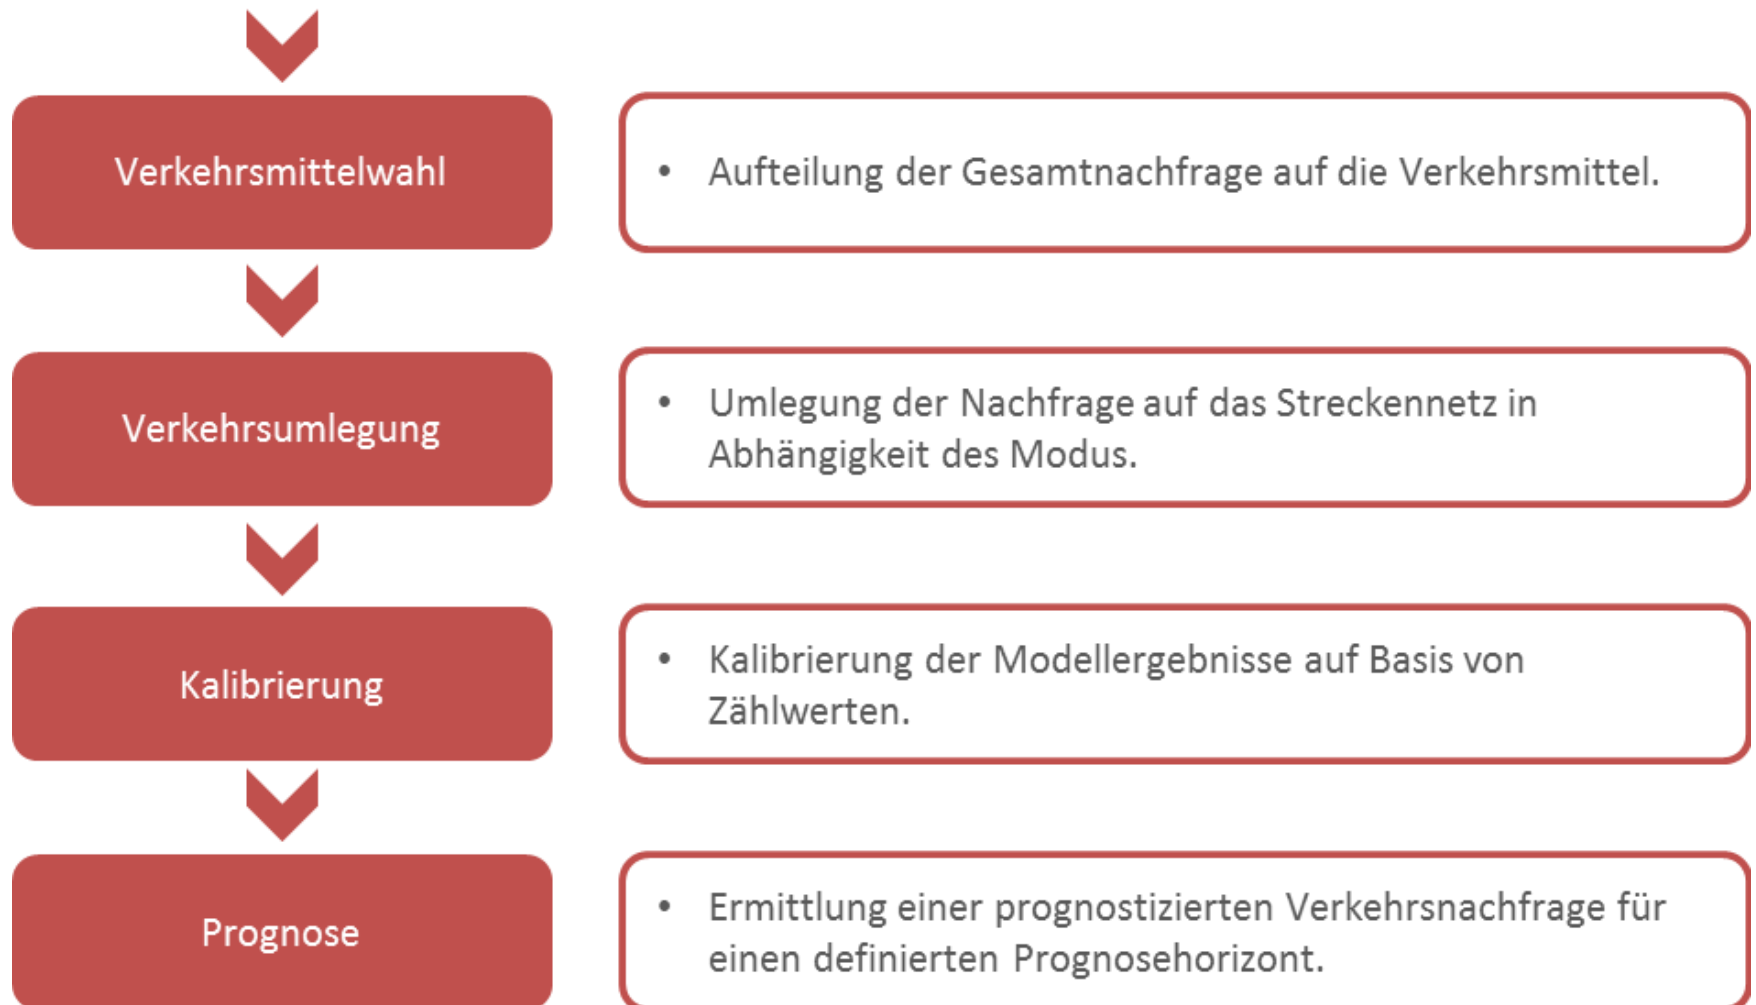 Verkehrsmittelwahl
• Aufteilung der Gesamtnachfrage auf die Verkehrsmittel.
Verkehrsumlegung
• Umlegung der Nachfrage auf das Streckennetz in
Abhängigkeit des Modus.
Kalibrierung
• Kalibrierung der Modellergebnisse auf Basis von
Zählwerten.
Prognose
• Ermittlung einer prognostizierten Verkehrsnachfrage für
einen definierten Prognosehorizont.